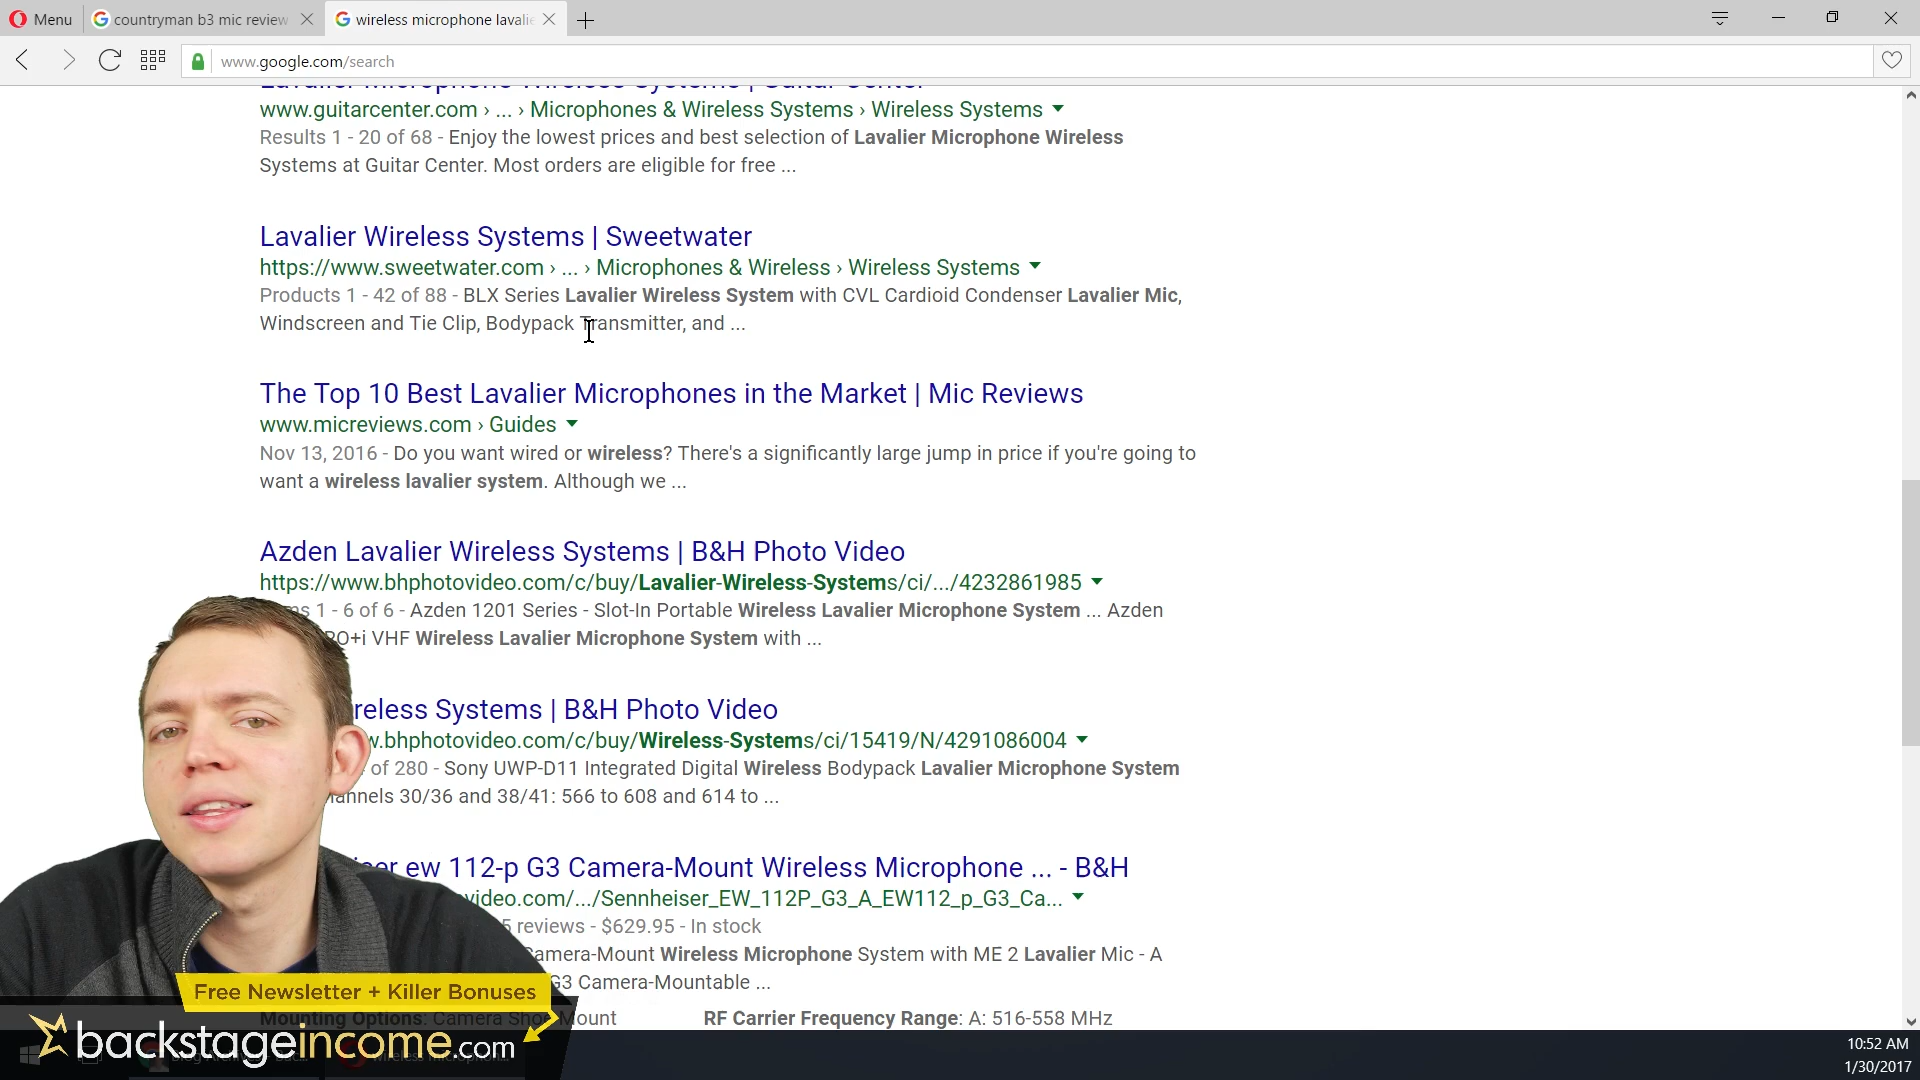 Menu
countryman b3 mic review
wireless microphone lavalie
www.google.com/search
Lavalier Microphone Wireless Systems | Guitar Center
www.guitarcenter.com › ... › Microphones & Wireless Systems › Wireless Systems
Results 1 - 20 of 68 - Enjoy the lowest prices and best selection of Lavalier Microphone Wireless
Systems at Guitar Center. Most orders are eligible for free ...
Lavalier Wireless Systems | Sweetwater
https://www.sweetwater.com › ... › Microphones & Wireless › Wireless Systems
Products 1 - 42 of 88 - BLX Series Lavalier Wireless System with CVL Cardioid Condenser Lavalier Mic,
Windscreen and Tie Clip, Bodypack Transmitter, and ...
The Top 10 Best Lavalier Microphones in the Market | Mic Reviews
www.micreviews.com › Guides
Nov 13, 2016 - Do you want wired or wireless? There's a significantly large jump in price if you're going to
want a wireless lavalier system. Although we ...
Azden Lavalier Wireless Systems | B&H Photo Video
https://www.bhphotovideo.com/c/buy/Lavalier-Wireless-Systems/ci/.../4232861985
ms 1 - 6 of 6 - Azden 1201 Series - Slot-In Portable Wireless Lavalier Microphone System ... Azden
O+i VHF Wireless Lavalier Microphone System with ...
reless Systems | B&H Photo Video
w.bhphotovideo.com/c/buy/Wireless-Systems/ci/15419/N/4291086004
of 280 - Sony UWP-D11 Integrated Digital Wireless Bodypack Lavalier Microphone System
annels 30/36 and 38/41: 566 to 608 and 614 to ...
ser ew 112-p G3 Camera-Mount Wireless Microphone ... - B&H
video.com/.../Sennheiser_EW_112P_G3_A_EW112_p_G3_Ca...
5 reviews - $629.95 - In stock
Camera-Mount Wireless Microphone System with ME 2 Lavalier Mic - A
G3 Camera-Mountable ...
Mounting Options: Camera Shoe Mount RF Carrier Frequency Range: A: 516-558 MHz
Free Newsletter + Killer Bonuses
backstageincome.com
10:52 AM
1/30/2017